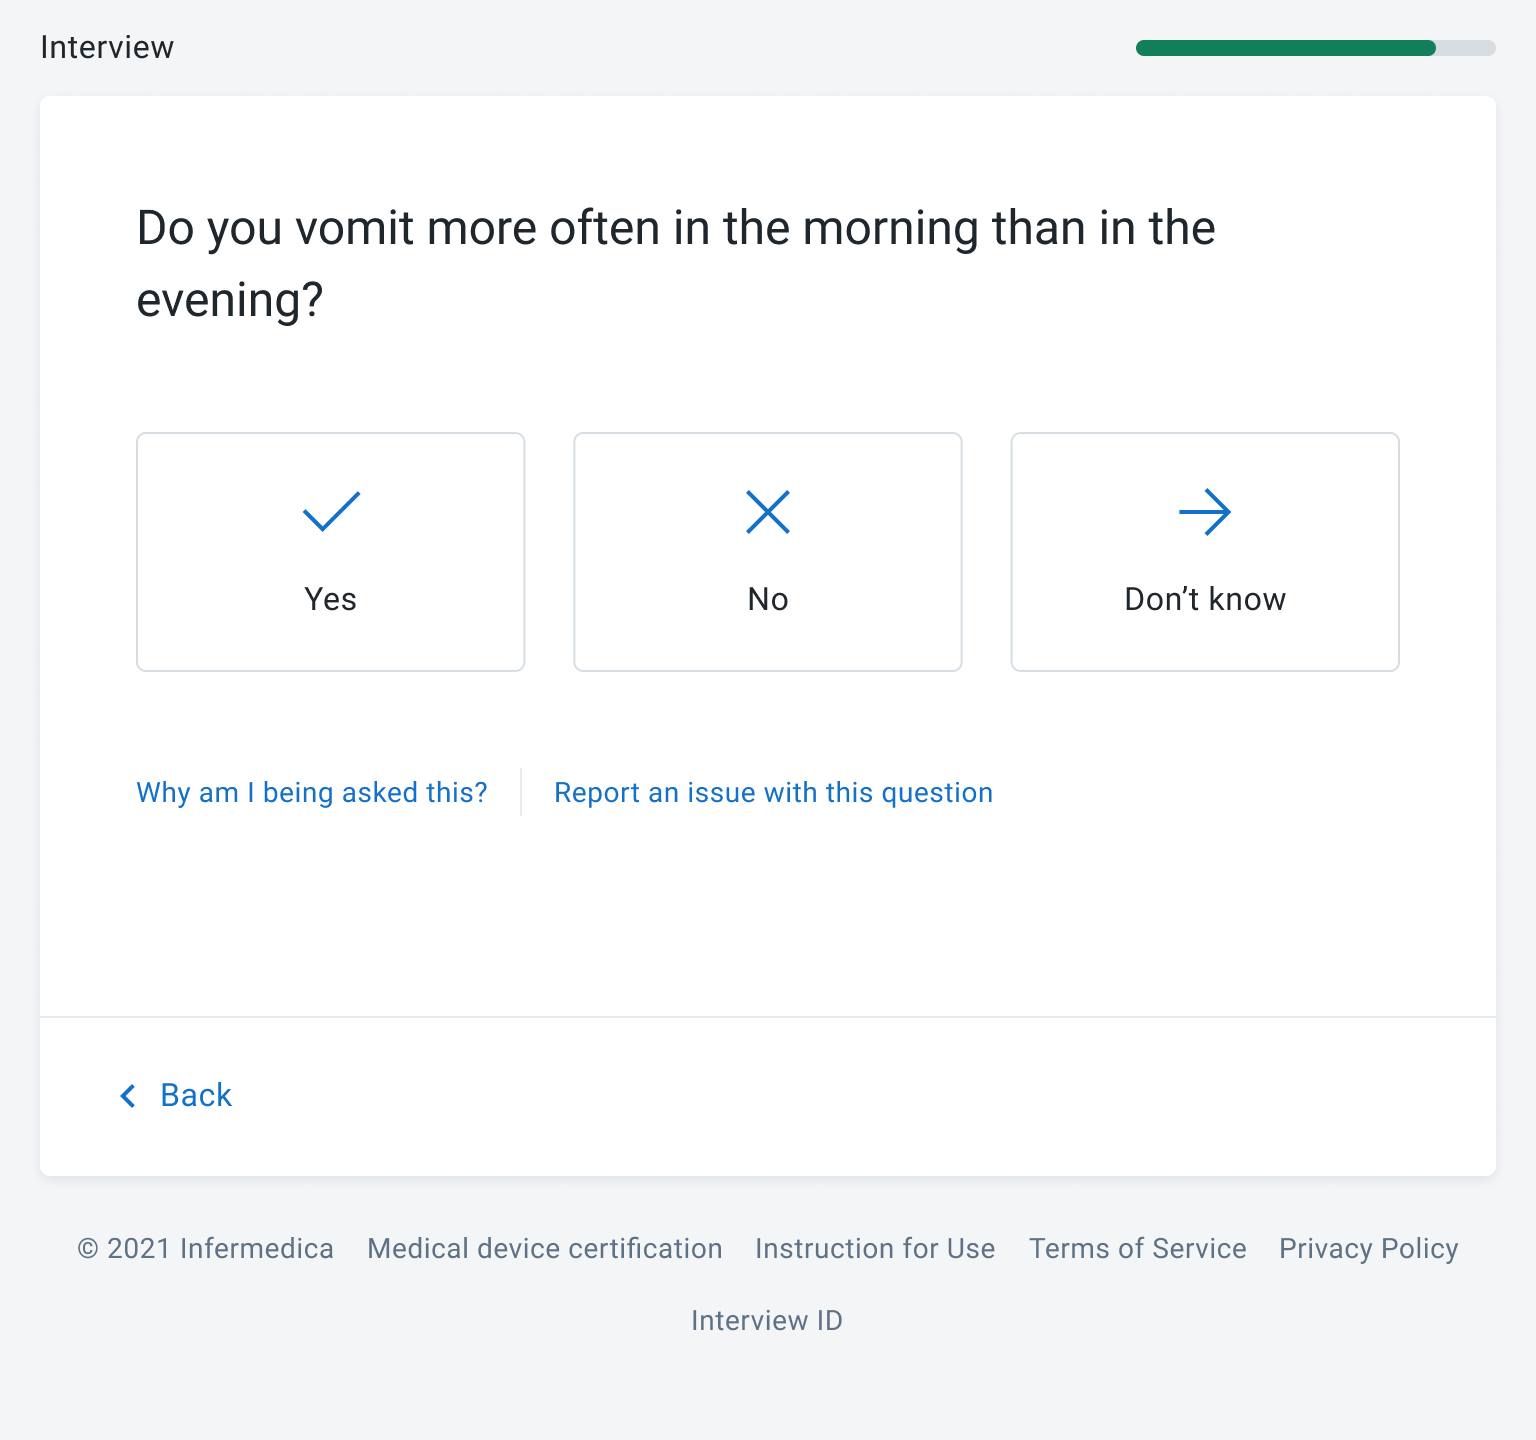 Interview
Do you vomit more often in the morning than in the
evening?
Yes
No
Don’t know
Why am I being asked this?
Report an issue with this question
Back
© 2021 Infermedica Medical device certification Instruction for Use Terms of Service Privacy Policy
Interview ID